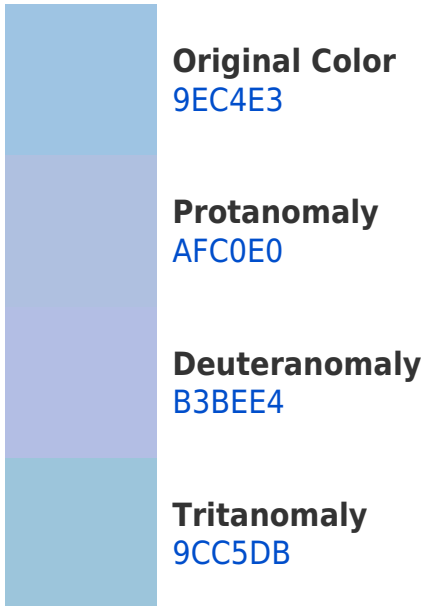 Original Color
9EC4E3
Protanomaly
AFC0E0
Deuteranomaly
B3BEE4
Tritanomaly
9CC5DB